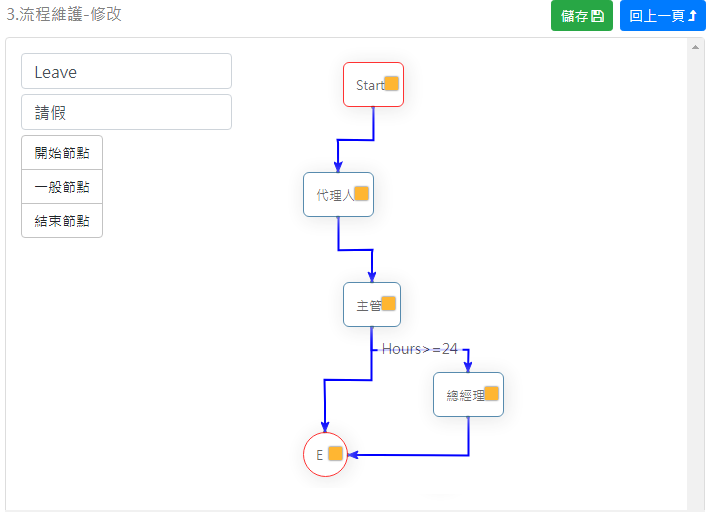 3.流程維護-修改
儲存
回上一頁
Leave
請假
開始節點
一般節點
結束節點
Start
代理人
主管
Hours>=24
總經理
E